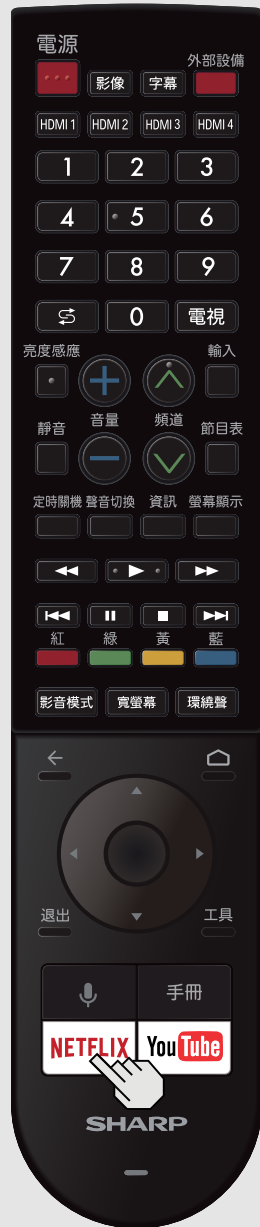 電源
外部設備
影像 字幕
HDMI 1 HDMI 2 HDMI 3 HDMI 4
1 2 3
4 5 6
7 8 9
0 電視
亮度感應 輸入
音量 頻道
靜音 節目表
定時關機 聲音切換 資訊 螢幕顯示
紅 綠 黃 藍
影音模式 寬螢幕 環繞聲
退出 工具
手冊
NETFLIX YouTube
SHARP